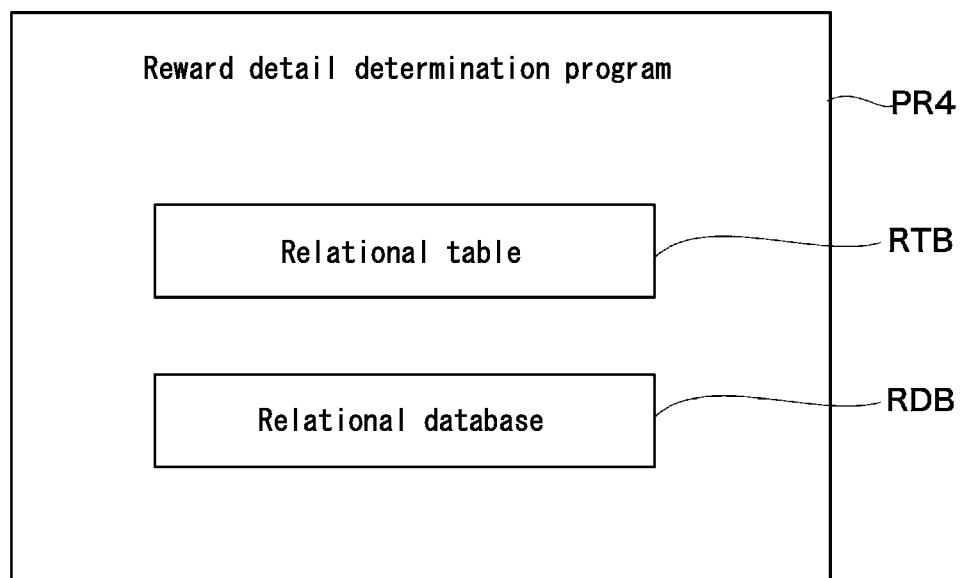 Reward detail determination program
PR4
Relational table
RTB
Relational database
RDB